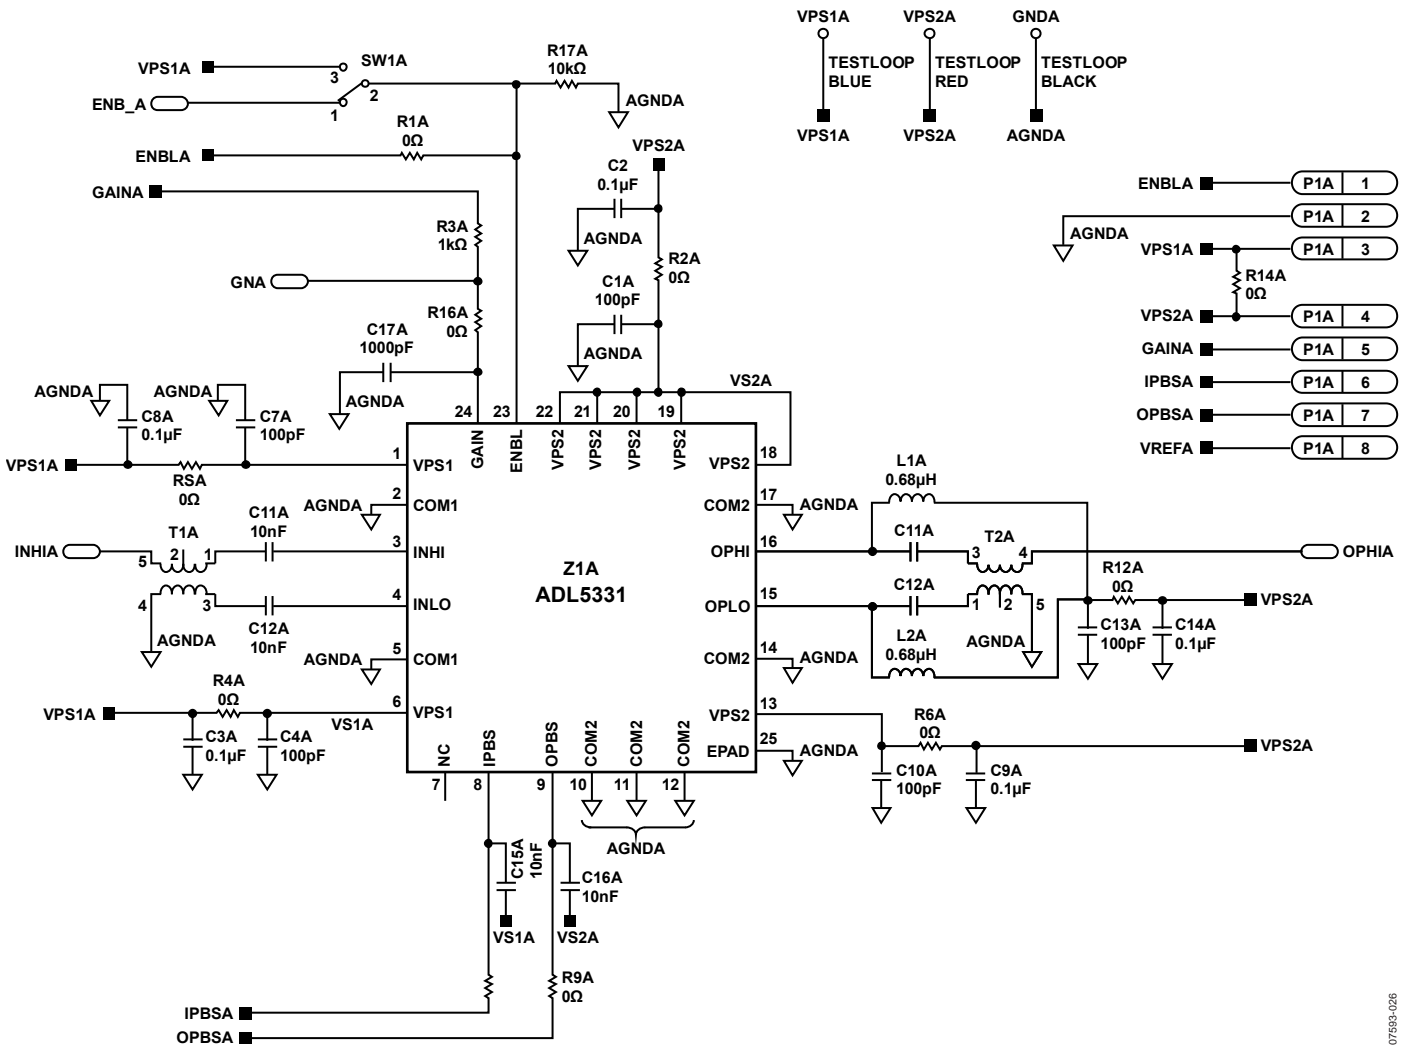 VPS1A
VPS2A
GNDA
TESTLOOP
BLUE
TESTLOOP
RED
TESTLOOP
BLACK
VPS1A
VPS2A
AGNDA
VPS1A
3
SW1A
2
ENB_A
1
R17A
10kΩ
AGNDA
R1A
0Ω
ENBLA
GAINA
R3A
1kΩ
GNA
R16A
0Ω
C17A
1000pF
AGNDA
VPS2A
C2
0.1µF
AGNDA
R2A
0Ω
C1A
100pF
AGNDA
VS2A
ENBLA
P1A 1
P1A 2
AGNDA
VPS1A
P1A 3
R14A
0Ω
VPS2A
P1A 4
GAINA
P1A 5
IPBSA
P1A 6
OPBSA
P1A 7
VREFA
P1A 8
AGNDA
C8A
0.1µF
AGNDA
C7A
100pF
VPS1A
RSA
0Ω
24
23
22
21
20
19
GAIN
ENBL
VPS2
VPS2
VPS2
VPS2
1
VPS1
2
COM1
AGNDA
3
INHI
4
INLO
5
COM1
AGNDA
6
VPS1
INHIA
T1A
5
2
1
4
3
AGNDA
C11A
10nF
C12A
10nF
VPS1A
R4A
0Ω
VS1A
C3A
0.1µF
C4A
100pF
Z1A
ADL5331
18
VPS2
17
COM2
AGNDA
16
OPHI
15
OPLO
14
COM2
AGNDA
13
VPS2
25
EPAD
AGNDA
L1A
0.68µH
C11A
T2A
3
4
OPHIA
C12A
1
2
5
AGNDA
L2A
0.68µH
R12A
0Ω
VPS2A
C13A
100pF
C14A
0.1µF
R6A
0Ω
VPS2A
C10A
100pF
C9A
0.1µF
NC
IPBS
OPBS
COM2
COM2
COM2
7
8
9
10
11
12
AGNDA
C15A
10nF
VS1A
C16A
10nF
VS2A
R9A
0Ω
IPBSA
OPBSA
07593-026